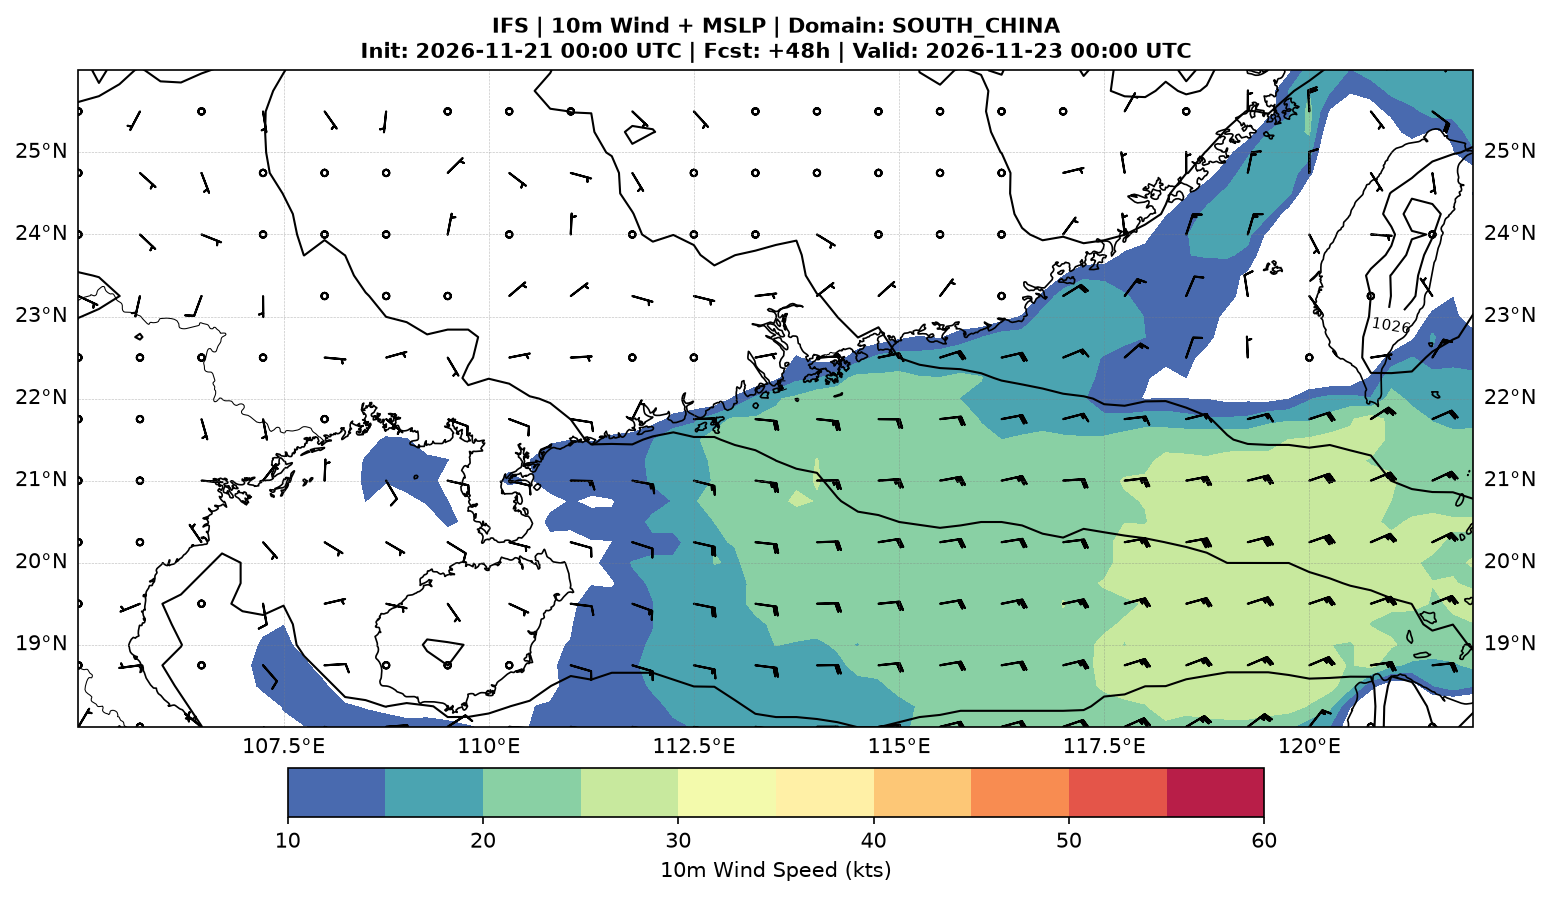 IFS | 10m Wind + MSLP | Domain: SOUTH_CHINA
Init: 2026-11-21 00:00 UTC | Fcst: +48h | Valid: 2026-11-23 00:00 UTC
25°N 25°N
24°N 24°N
23°N 23°N
1026
22°N 22°N
21°N 21°N
20°N 20°N
19°N 19°N
107.5°E 110°E 112.5°E 115°E 117.5°E 120°E
10 20 30 40 50 60
10m Wind Speed (kts)